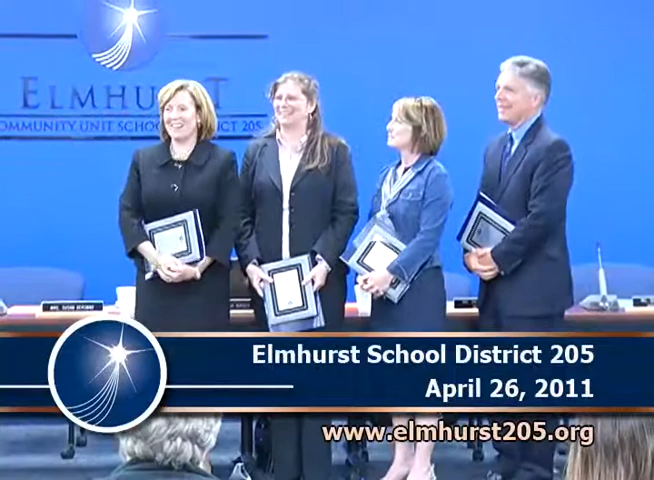 ELMHURST
COMMUNITY UNIT SCHOOL DISTRICT 205
Elmhurst School District 205
April 26, 2011
www.elmhurst205.org